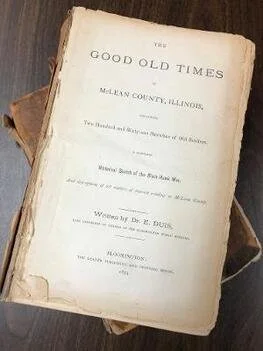 THE
GOOD OLD TIMES
IN
MCLEAN COUNTY, ILLINOIS,
CONTAINING
Two Hundred and Sixty-one Sketches of Old Settlers.
A COMPLETE
Historical Sketch of the Black Hawk War,
And descriptions of all matters of interest relating to McLean County.
Written by Dr. E. DUIS,
BLOOMINGTON:
THE LEADER PUBLISHING AND PRINTING HOUSE.
1874.